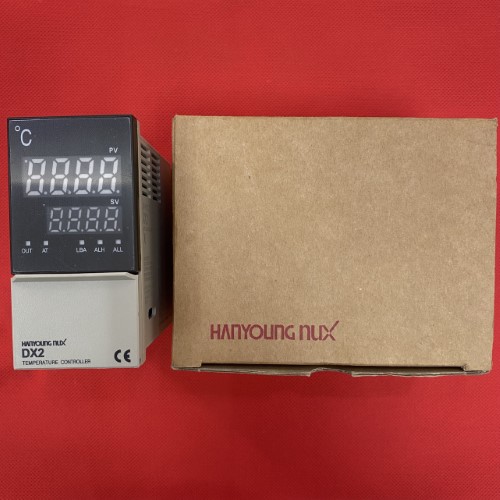 °C
PV
8.8.8.8
SV
8.8.8.8
OUT AT LBA ALH ALL
HANYOUNG NUX
DX2
TEMPERATURE CONTROLLER
CE
HANYOUNG NUX